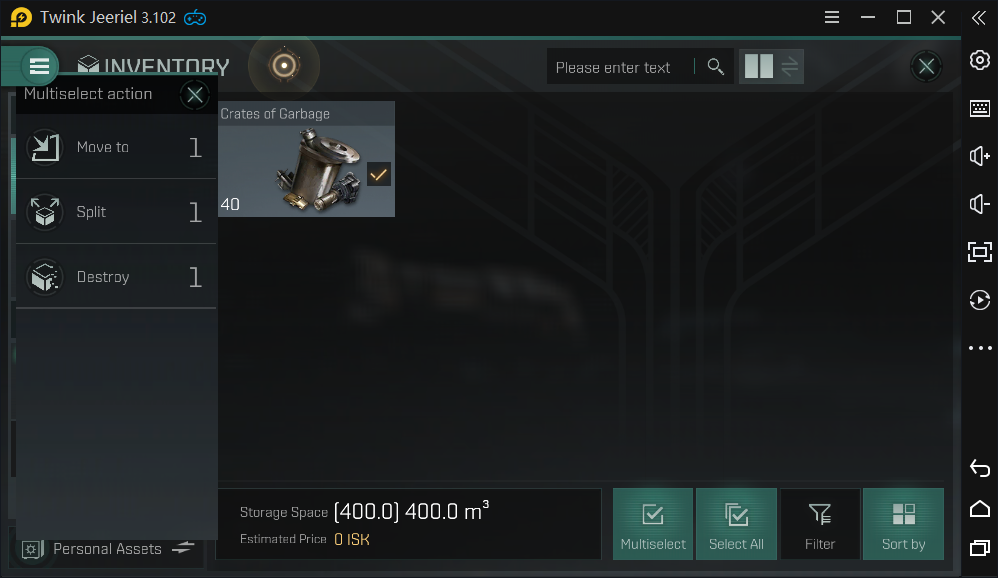 Twink Jeeriel 3.102
INVENTORY
Please enter text
Multiselect action
Move to 1
Split 1
Destroy 1
Crates of Garbage
40
Storage Space (400.0) 400.0 m³
Estimated Price 0 ISK
Multiselect
Select All
Filter
Sort by
Personal Assets